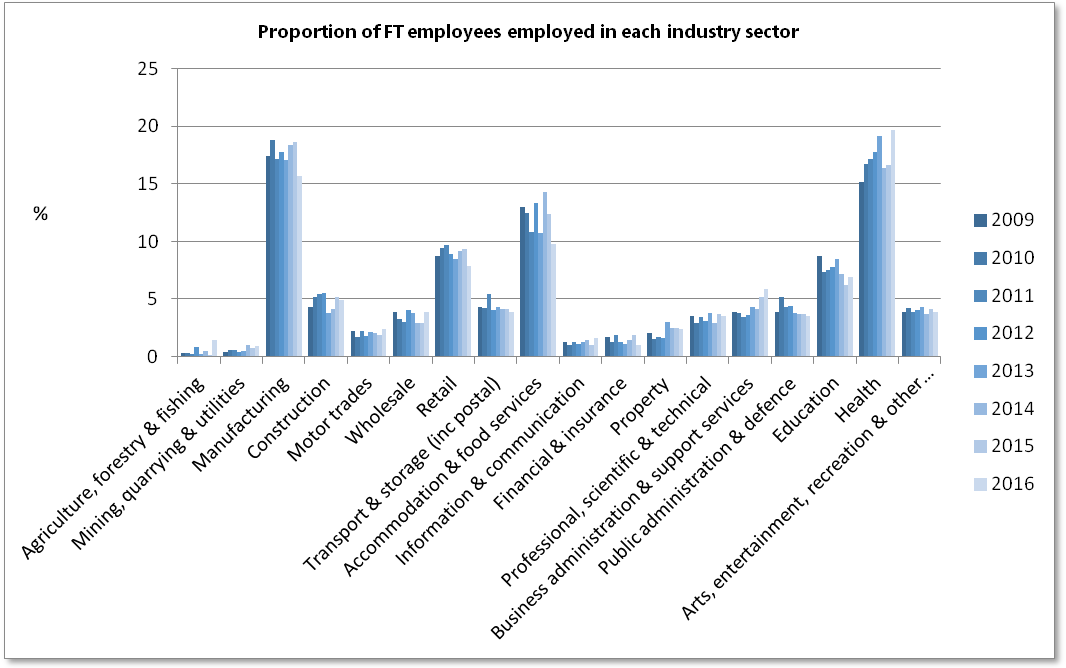 Proportion of FT employees employed in each industry sector
25
20
15
10
5
0
%
Agriculture, forestry & fishing
Mining, quarrying & utilities
Manufacturing
Construction
Motor trades
Wholesale
Retail
Transport & storage (inc postal)
Accommodation & food services
Information & communication
Financial & insurance
Property
Professional, scientific & technical
Business administration & support services
Public administration & defence
Education
Health
Arts, entertainment, recreation & other...
2009
2010
2011
2012
2013
2014
2015
2016